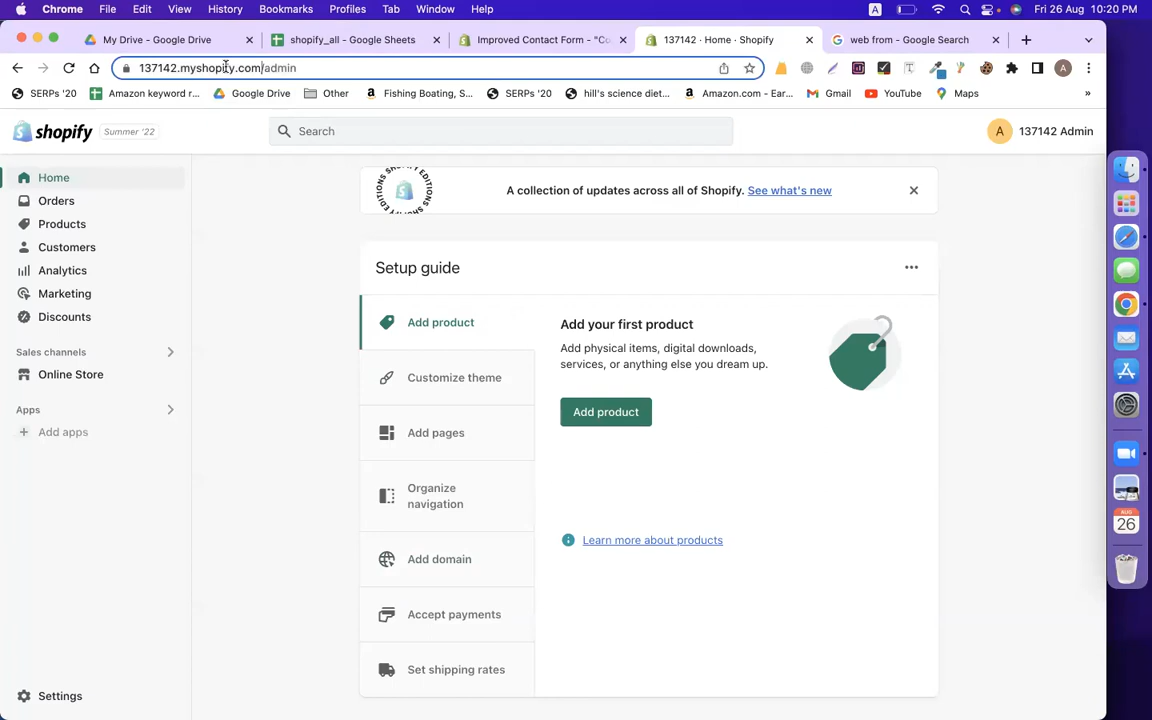 Chrome File Edit View History Bookmarks Profiles Tab Window Help A Fri 26 Aug 10:20 PM
My Drive - Google Drive shopify_all - Google Sheets Improved Contact Form - "Co 137142 · Home · Shopify web from - Google Search
137142.myshopify.com/admin A
SERPs '20 Amazon keyword r... Google Drive Other Fishing Boating, S... SERPs '20 hill's science diet... Amazon.com - Ear... Gmail YouTube Maps »
shopify Summer '22 Search A 137142 Admin
Home
Orders
Products
Customers
Analytics
Marketing
Discounts
Sales channels
Online Store
Apps
Add apps
Settings
SHOPIFY EDITIONS
A collection of updates across all of Shopify. See what's new
Setup guide
Add product
Customize theme
Add pages
Organize
navigation
Add domain
Accept payments
Set shipping rates
Add your first product
Add physical items, digital downloads,
services, or anything else you dream up.
Add product
Learn more about products
AUG
26